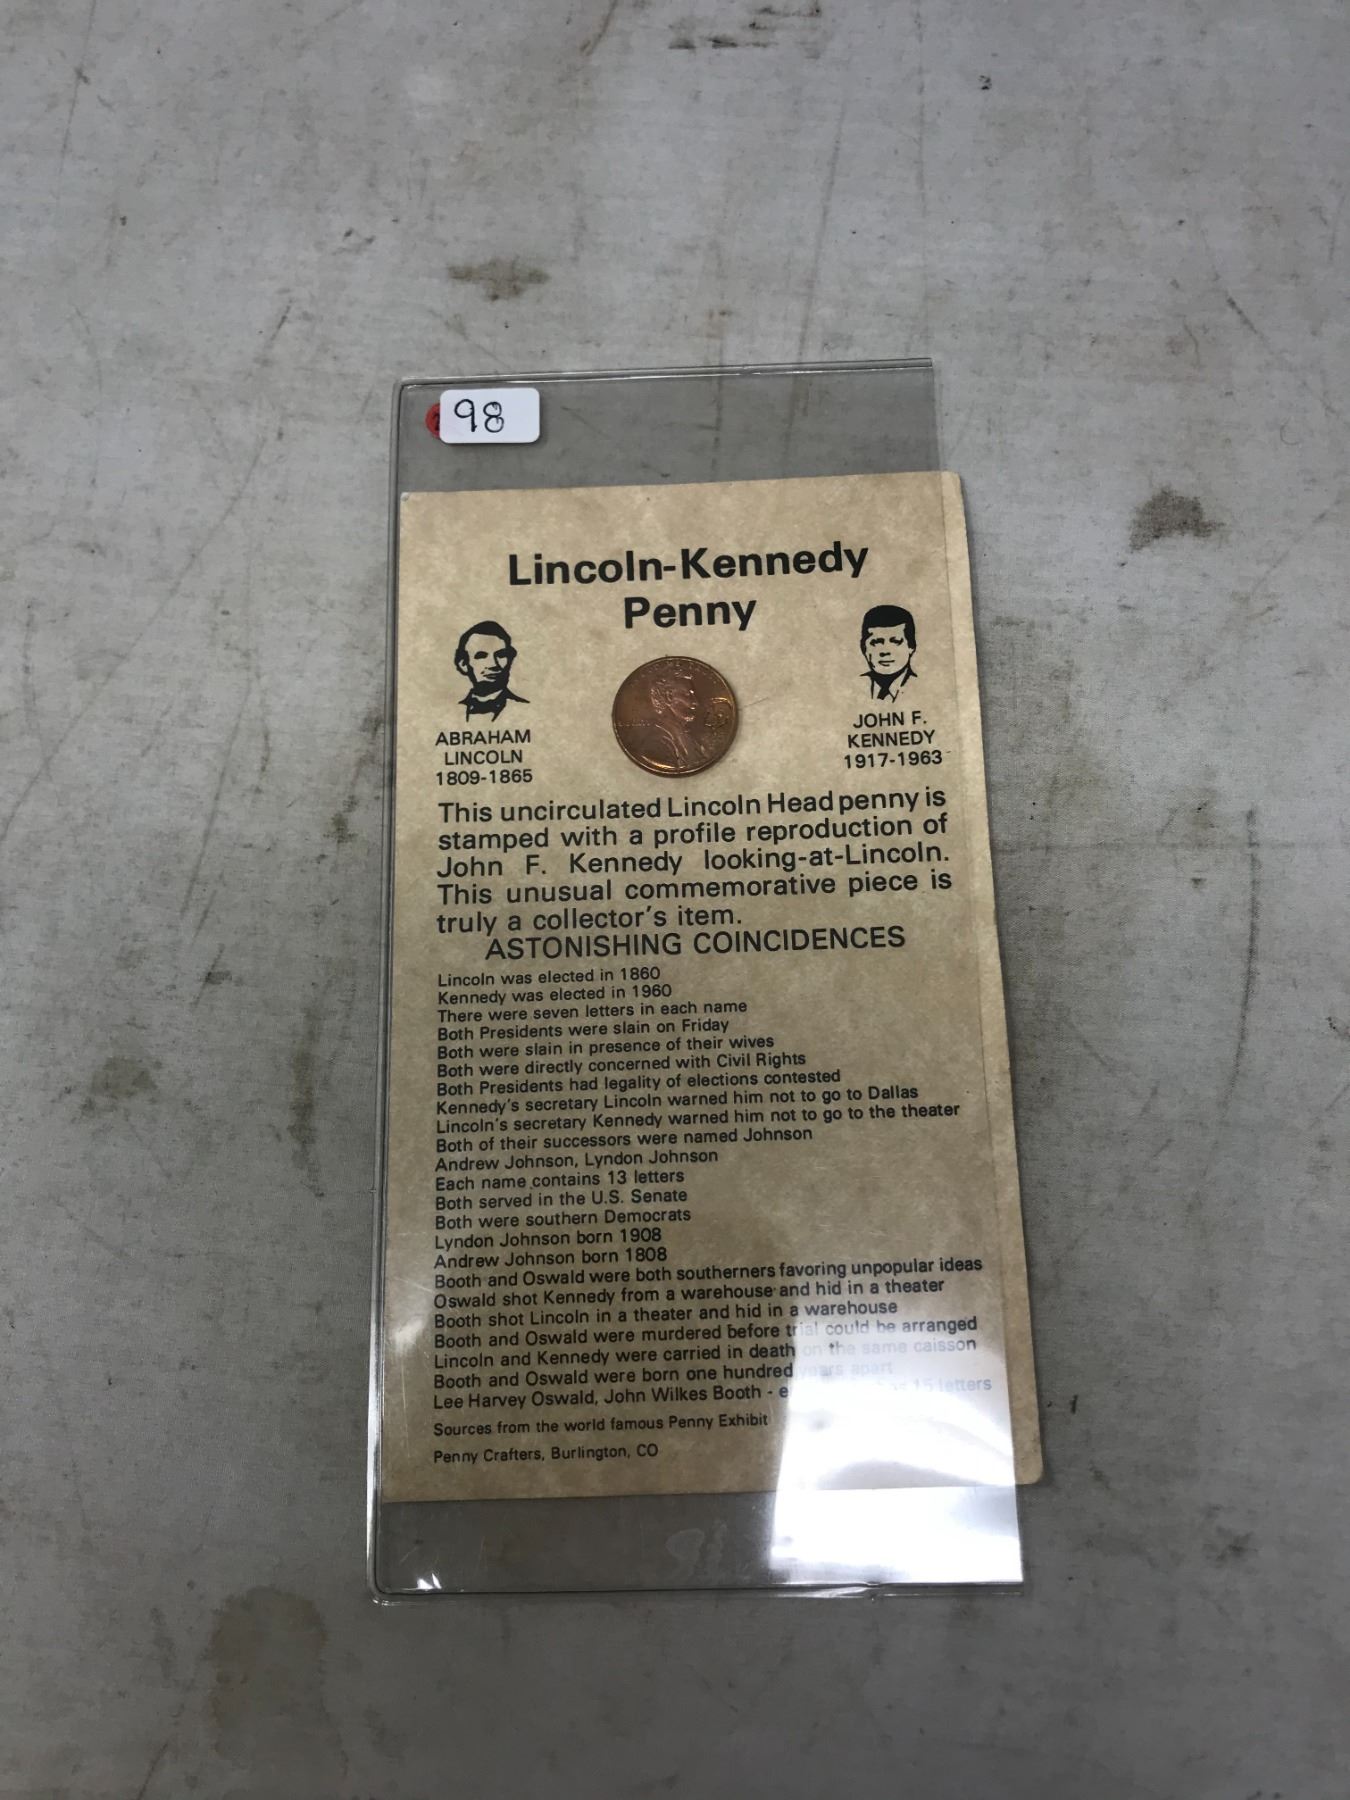 98
Lincoln-Kennedy
Penny
ABRAHAM
LINCOLN
1809-1865
JOHN F.
KENNEDY
1917-1963
This uncirculated Lincoln Head penny is
stamped with a profile reproduction of
John F. Kennedy looking-at-Lincoln.
This unusual commemorative piece is
truly a collector's item.
ASTONISHING COINCIDENCES
Lincoln was elected in 1860
Kennedy was elected in 1960
There were seven letters in each name
Both Presidents were slain on Friday
Both were slain in presence of their wives
Both were directly concerned with Civil Rights
Both Presidents had legality of elections contested
Kennedy's secretary Lincoln warned him not to go to Dallas
Lincoln's secretary Kennedy warned him not to go to the theater
Both of their successors were named Johnson
Andrew Johnson, Lyndon Johnson
Each name contains 13 letters
Both served in the U.S. Senate
Both were southern Democrats
Lyndon Johnson born 1908
Andrew Johnson born 1808
Booth and Oswald were both southerners favoring unpopular ideas
Oswald shot Kennedy from a warehouse and hid in a theater
Booth shot Lincoln in a theater and hid in a warehouse
Booth and Oswald were murdered before trial could be arranged
Lincoln and Kennedy were carried in death on the same caisson
Booth and Oswald were born one hundred years apart
Lee Harvey Oswald, John Wilkes Booth - 15 letters
Sources from the world famous Penny Exhibit
Penny Crafters, Burlington, CO